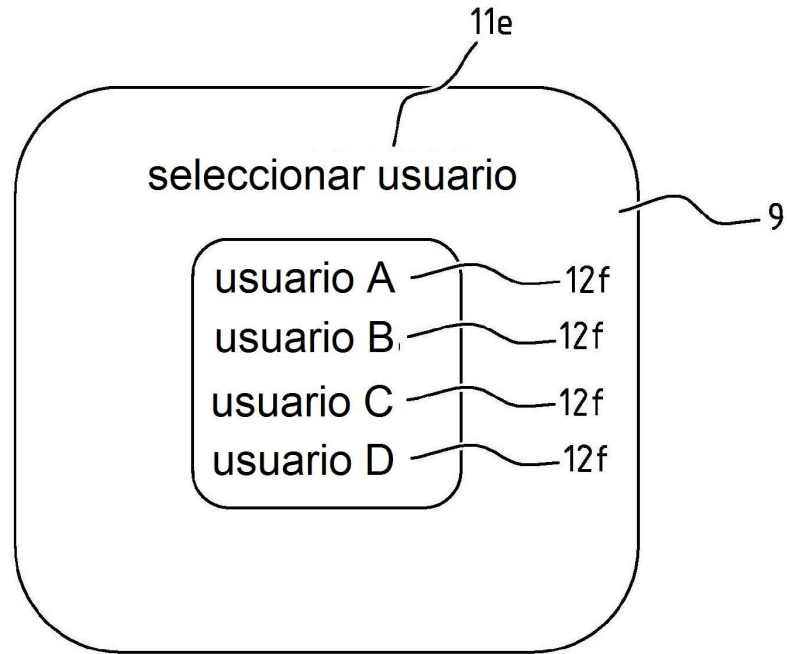 11e
seleccionar usuario
9
usuario A 12f
usuario B 12f
usuario C 12f
usuario D 12f